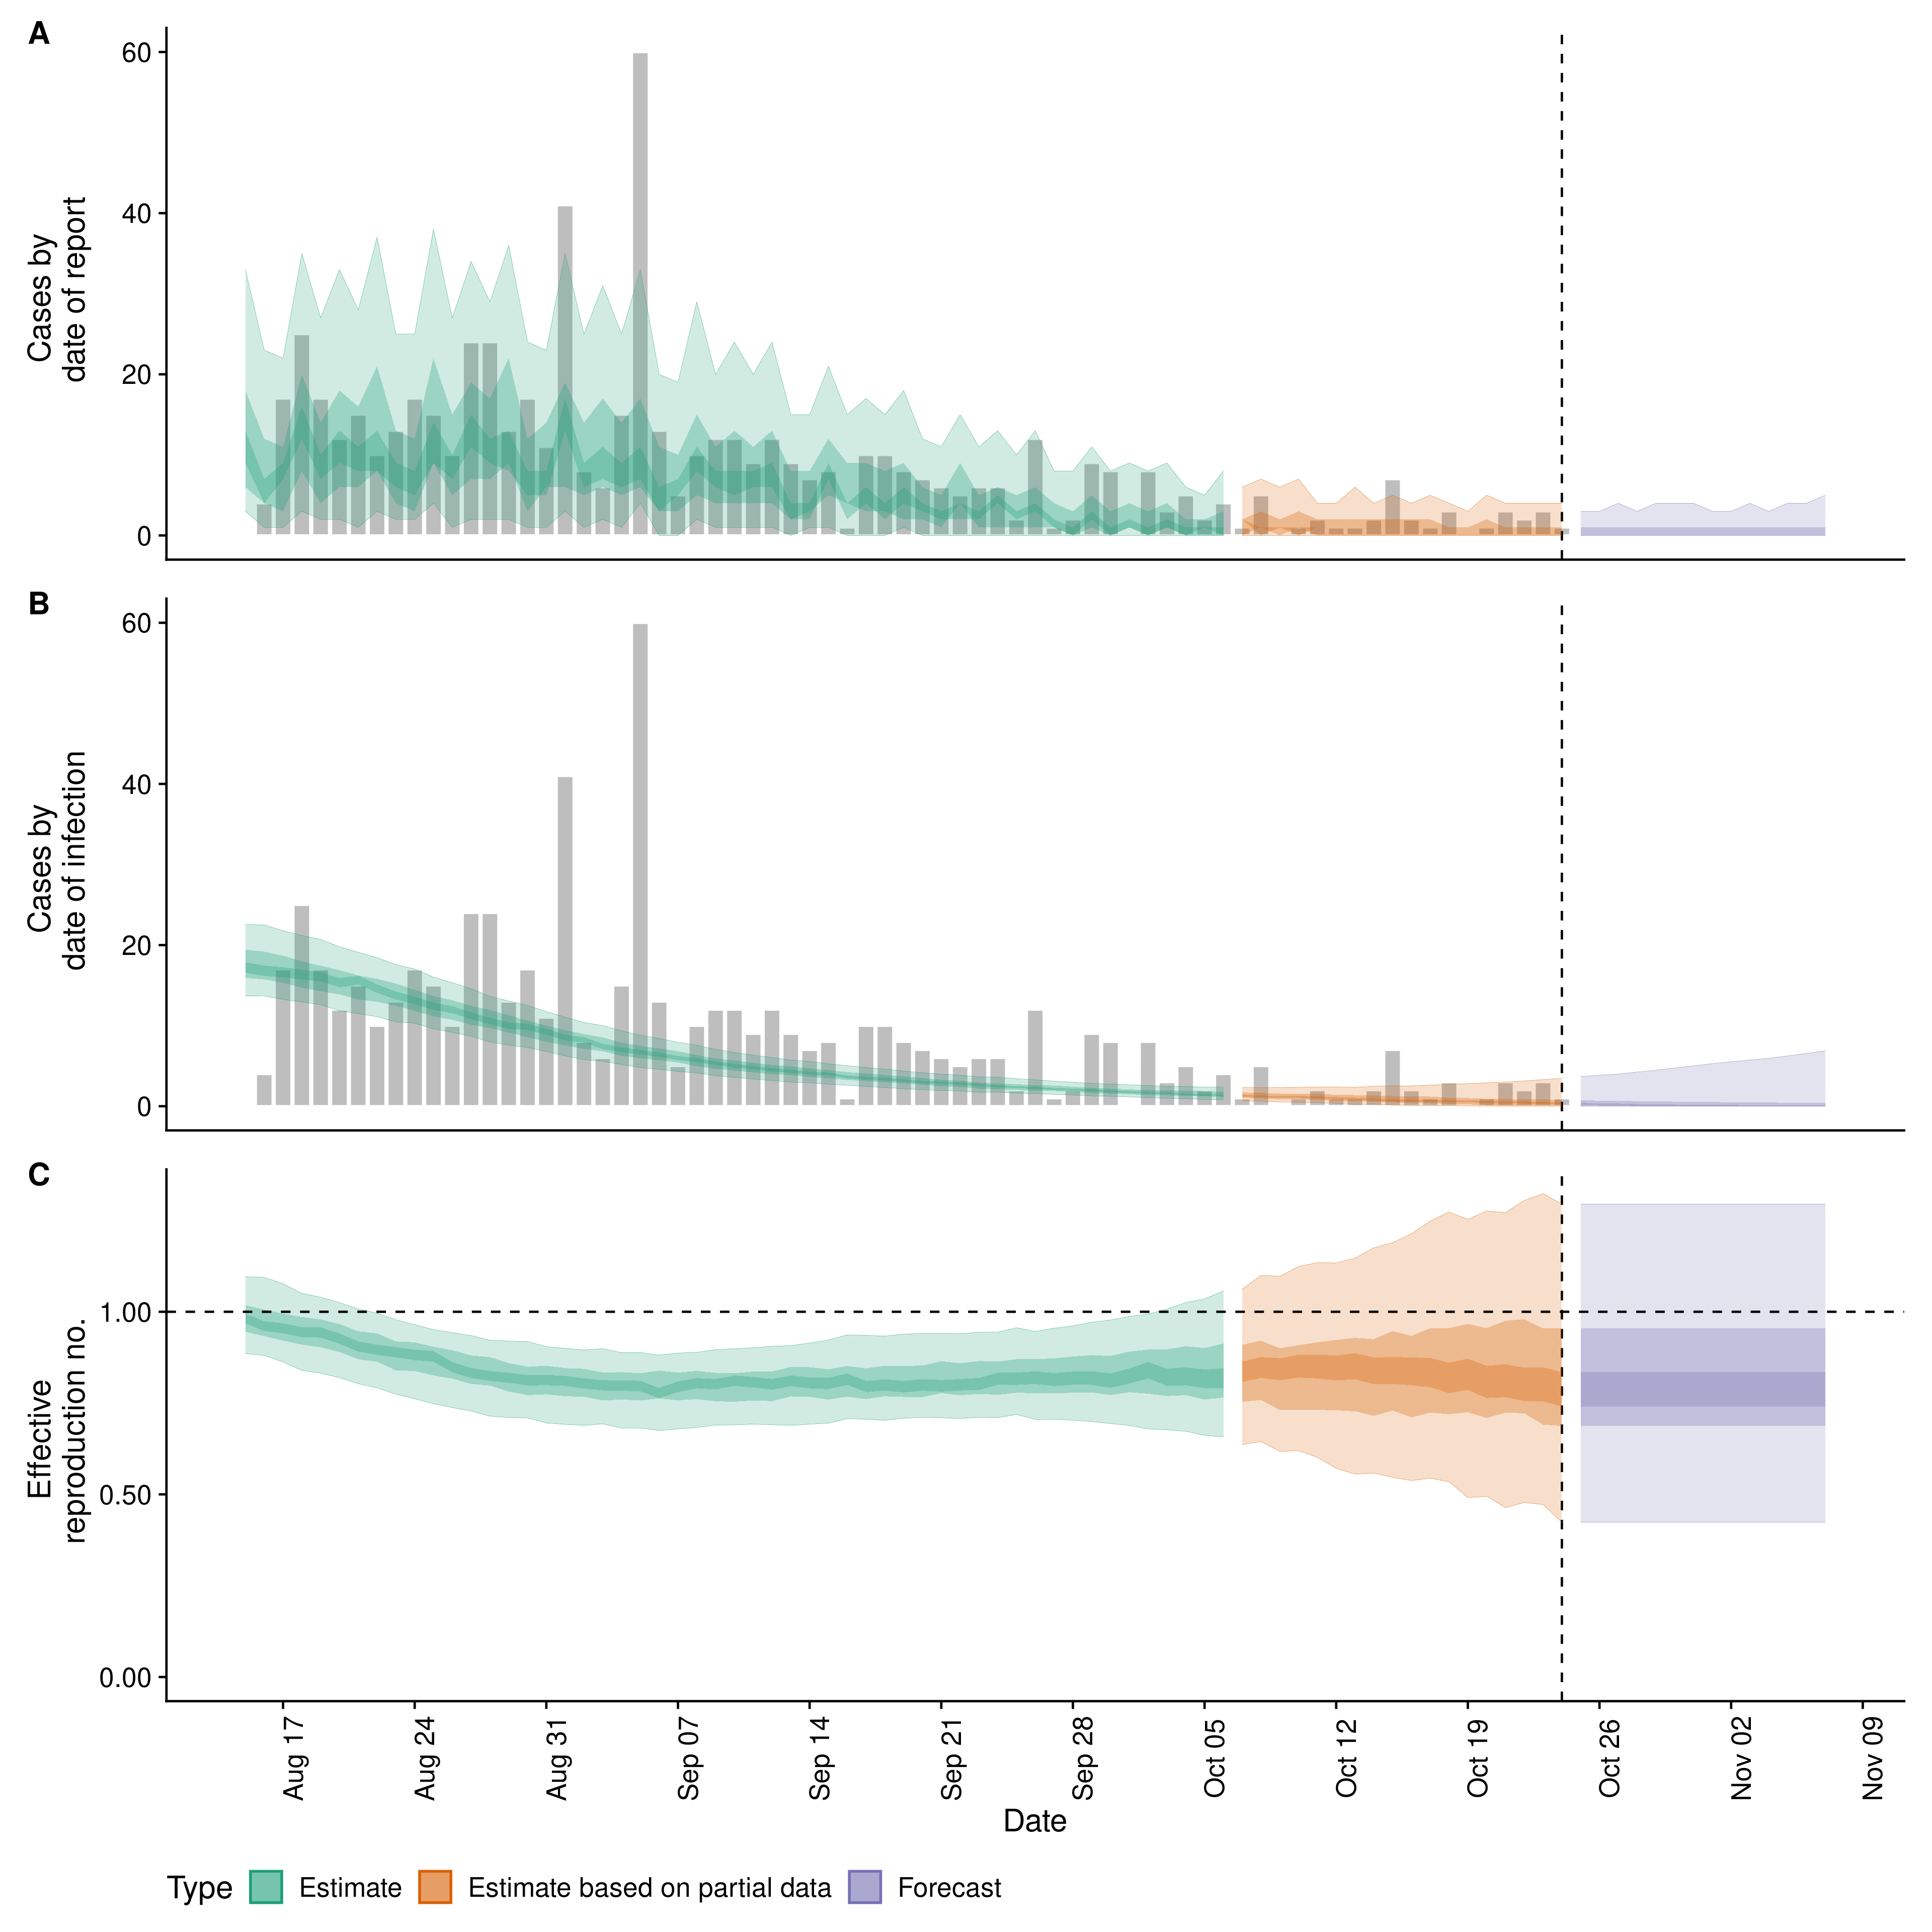 A
60
40
20
0
Cases by
date of report
B
60
40
20
0
Cases by
date of infection
C
1.00
0.50
0.00
Effective
reproduction no.
Aug 17
Aug 24
Aug 31
Sep 07
Sep 14
Sep 21
Sep 28
Oct 05
Oct 12
Oct 19
Oct 26
Nov 02
Nov 09
Date
Type Estimate Estimate based on partial data Forecast